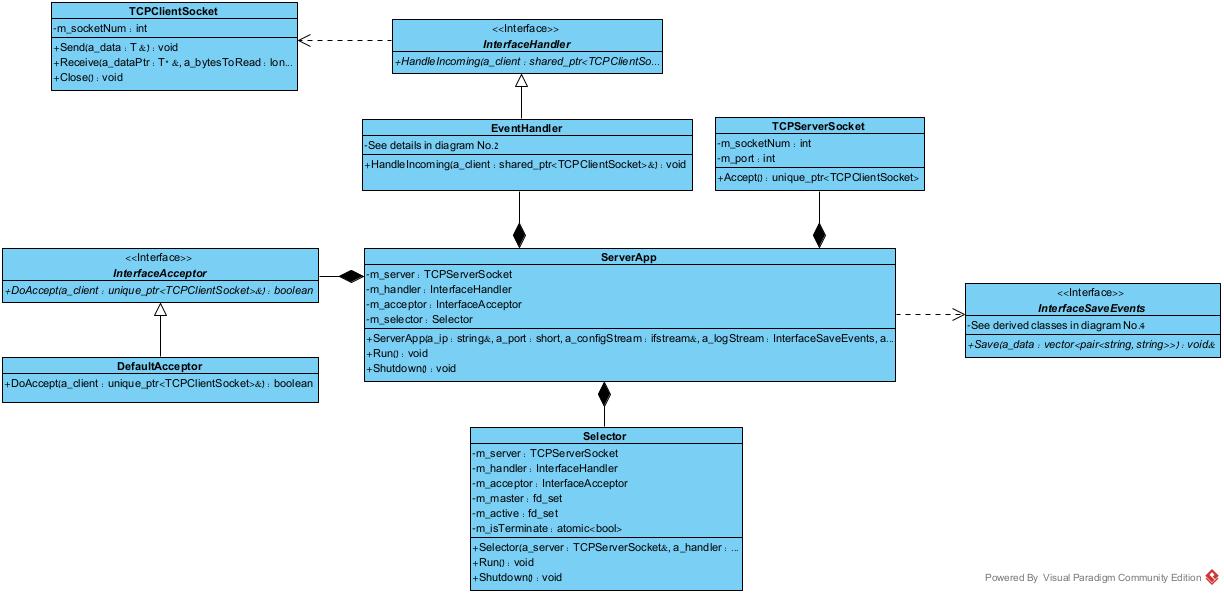 TCPClientSocket
-m_socketNum : int
+Send(a_data : T &) : void
+Receive(a_dataPtr : T* &, a_bytesToRead : lon...
+Close() : void
<<Interface>>
InterfaceHandler
+HandleIncoming(a_client : shared_ptr<TCPClientSo...
EventHandler
-See details in diagram No.2
+HandleIncoming(a_client : shared_ptr<TCPClientSocket>&) : void
TCPServerSocket
-m_socketNum : int
-m_port : int
+Accept() : unique_ptr<TCPClientSocket>
<<Interface>>
InterfaceAcceptor
+DoAccept(a_client : unique_ptr<TCPClientSocket>&) : boolean
DefaultAcceptor
+DoAccept(a_client : unique_ptr<TCPClientSocket>&) : boolean
ServerApp
-m_server : TCPServerSocket
-m_handler : InterfaceHandler
-m_acceptor : InterfaceAcceptor
-m_selector : Selector
+ServerApp(a_ip : string&, a_port : short, a_configStream : ifstream&, a_logStream : InterfaceSaveEvents, a...
+Run() : void
+Shutdown() : void
<<Interface>>
InterfaceSaveEvents
-See derived classes in diagram No.4
+Save(a_data : vector<pair<string, string>>) : void&
Selector
-m_server : TCPServerSocket
-m_handler : InterfaceHandler
-m_acceptor : InterfaceAcceptor
-m_master : fd_set
-m_active : fd_set
-m_isTerminate : atomic<bool>
+Selector(a_server : TCPServerSocket&, a_handler : ...
+Run() : void
+Shutdown() : void
Powered By Visual Paradigm Community Edition